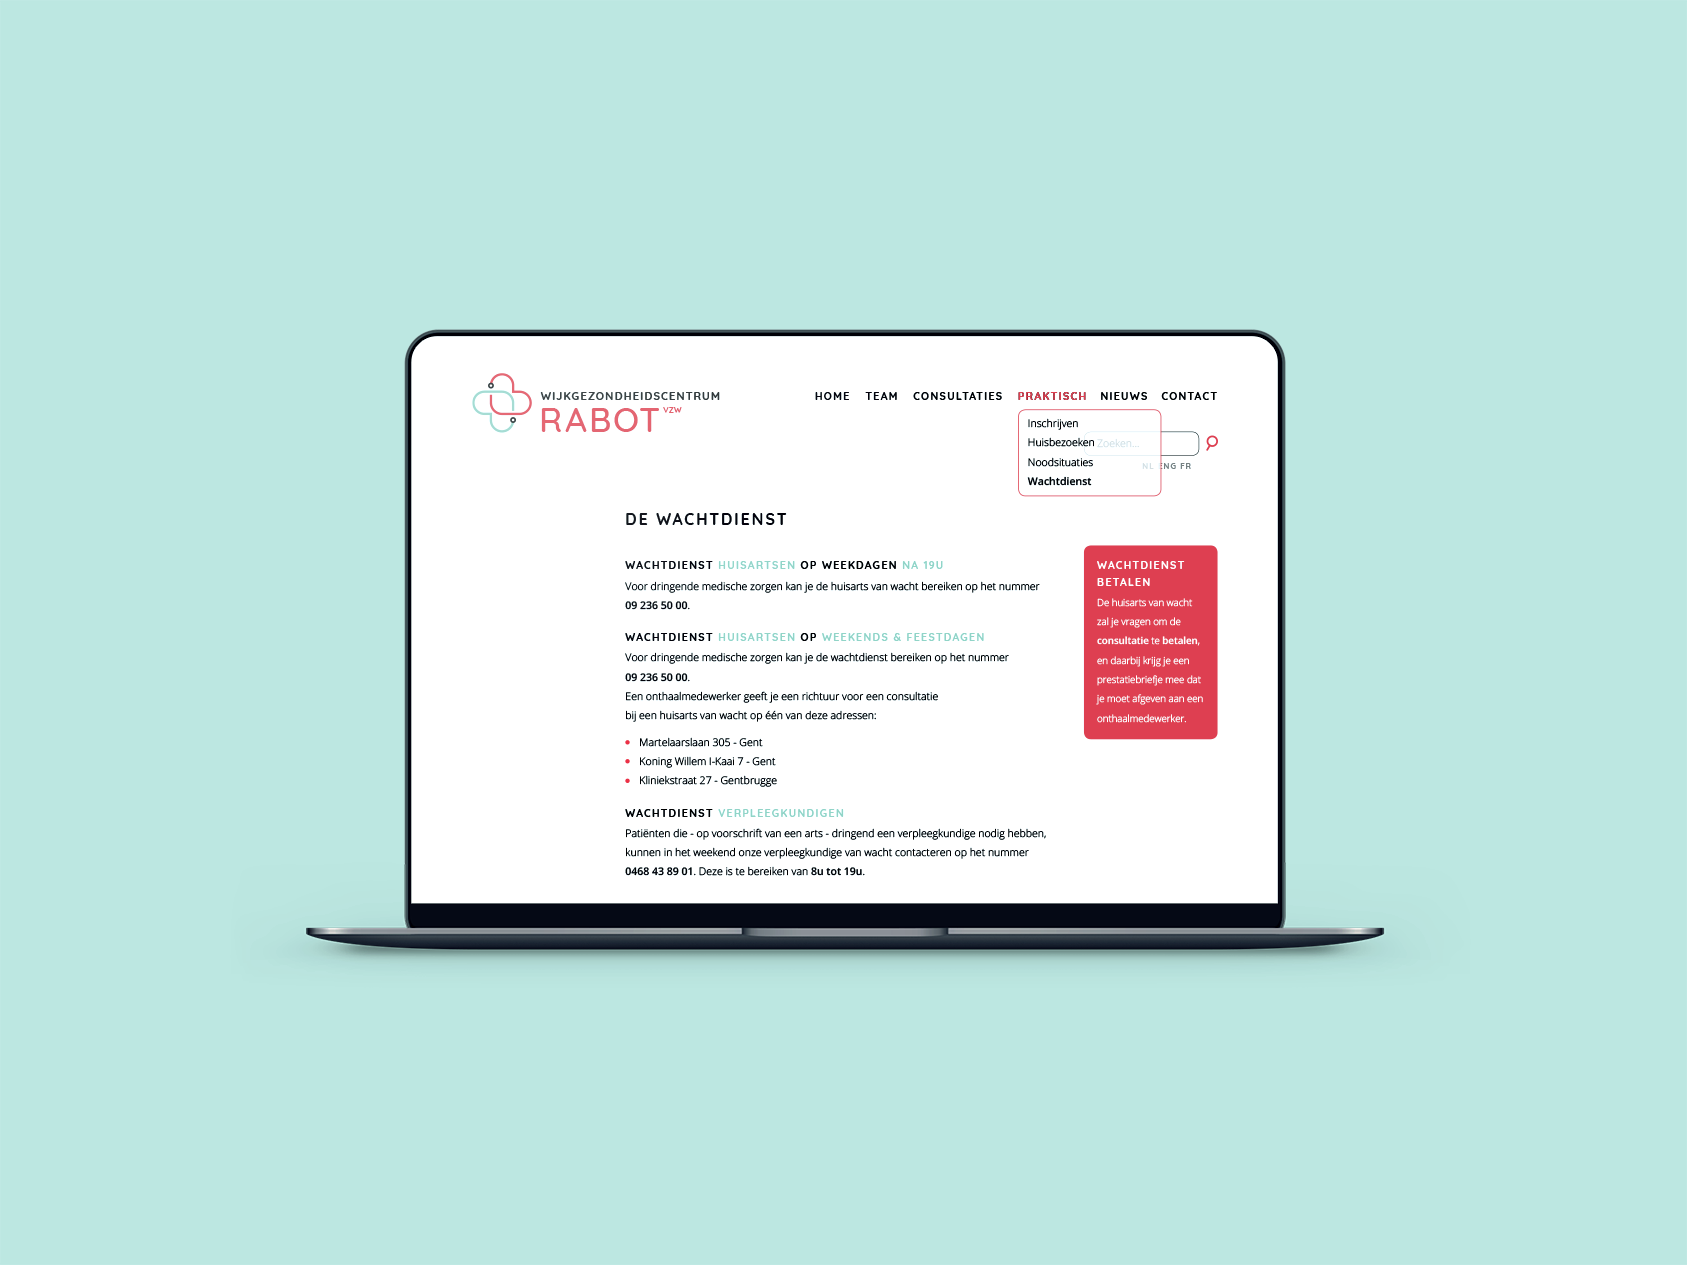 WIJKGEZONDHEIDSCENTRUM
RABOT VZW
HOME TEAM CONSULTATIES PRAKTISCH NIEUWS CONTACT
Inschrijven
Huisbezoeken
Zoeken...
Noodsituaties
NL ENG FR
Wachtdienst
DE WACHTDIENST
WACHTDIENST HUISARTSEN OP WEEKDAGEN NA 19U
Voor dringende medische zorgen kan je de huisarts van wacht bereiken op het nummer
09 236 50 00.
WACHTDIENST HUISARTSEN OP WEEKENDS & FEESTDAGEN
Voor dringende medische zorgen kan je de wachtdienst bereiken op het nummer
09 236 50 00.
Een onthaalmedewerker geeft je een richtuur voor een consultatie
bij een huisarts van wacht op één van deze adressen:
• Martelaarslaan 305 - Gent
• Koning Willem I-Kaai 7 - Gent
• Kliniekstraat 27 - Gentbrugge
WACHTDIENST VERPLEEGKUNDIGEN
Patiënten die - op voorschrift van een arts - dringend een verpleegkundige nodig hebben,
kunnen in het weekend onze verpleegkundige van wacht contacteren op het nummer
0468 43 89 01. Deze is te bereiken van 8u tot 19u.
WACHTDIENST
BETALEN
De huisarts van wacht
zal je vragen om de
consultatie te betalen,
en daarbij krijg je een
prestatiebriefje mee dat
je moet afgeven aan een
onthaalmedewerker.